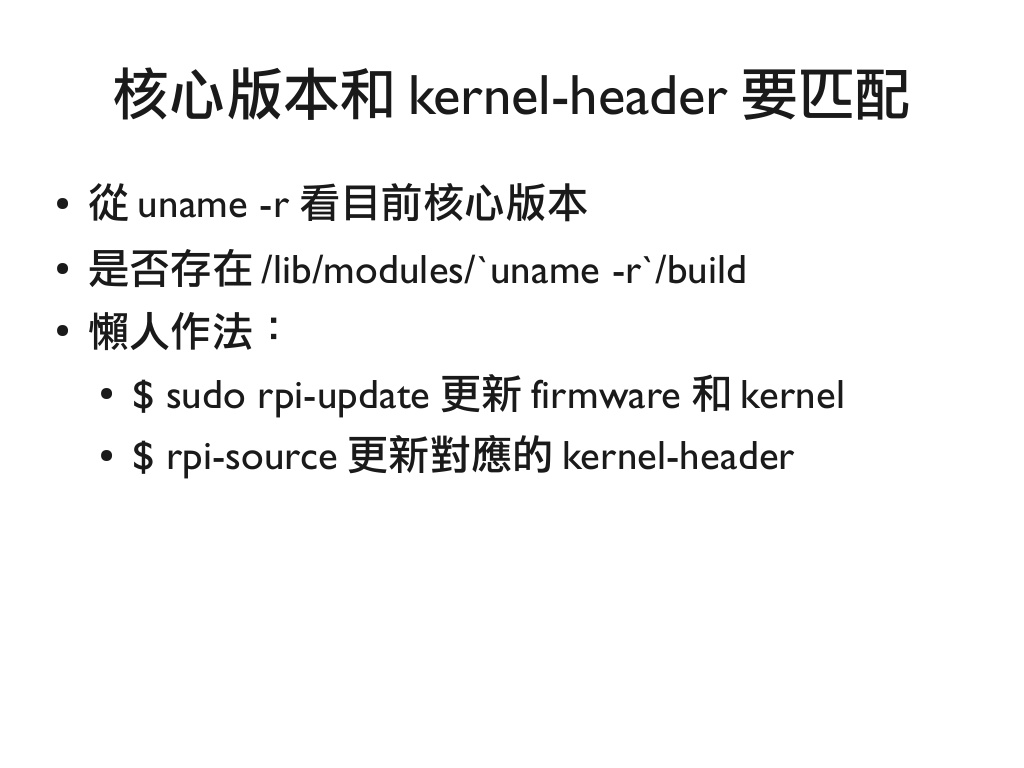 核心版本和 kernel-header 要匹配
• 從 uname -r 看目前核心版本
• 是否存在 /lib/modules/`uname -r`/build
• 懶人作法：
• $ sudo rpi-update 更新 firmware 和 kernel
• $ rpi-source 更新對應的 kernel-header